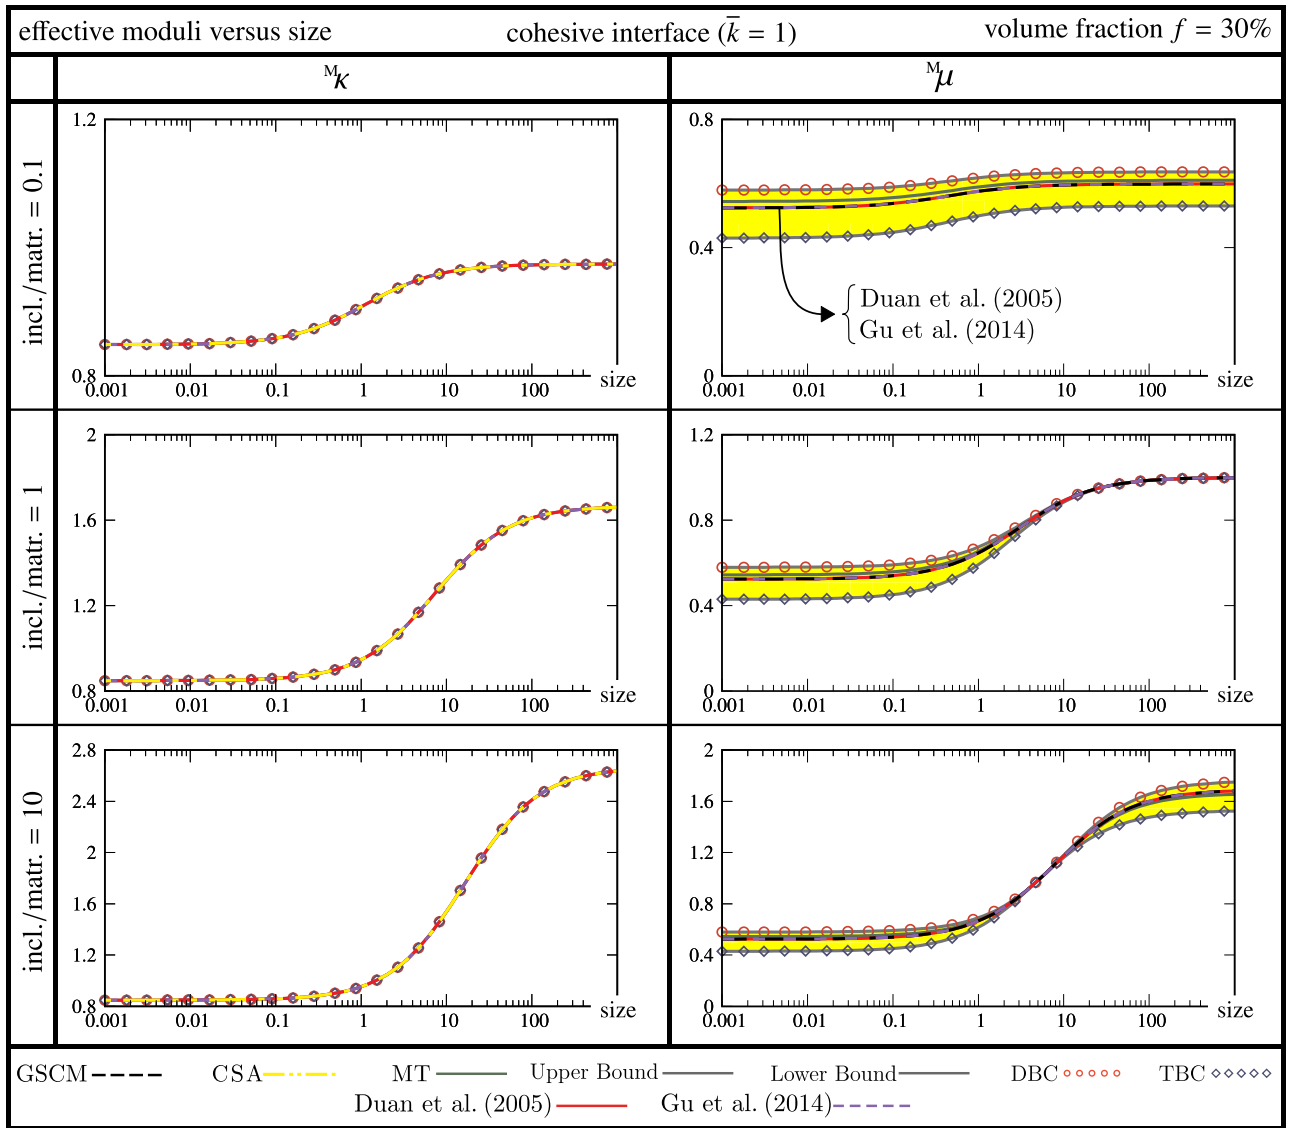 effective moduli versus size cohesive interface (k̅ = 1) volume fraction f = 30%
ᴹκ ᴹμ
incl./matr. = 0.1
1.2
0.8
0.001 0.01 0.1 1 10 100 size
0.8
0.4
0
Duan et al. (2005)
Gu et al. (2014)
0.001 0.01 0.1 1 10 100 size
incl./matr. = 1
2
1.6
1.2
0.8
0.001 0.01 0.1 1 10 100 size
1.2
0.8
0.4
0
0.001 0.01 0.1 1 10 100 size
incl./matr. = 10
2.8
2.4
2
1.6
1.2
0.8
0.001 0.01 0.1 1 10 100 size
2
1.6
1.2
0.8
0.4
0
0.001 0.01 0.1 1 10 100 size
GSCM CSA MT Upper Bound Lower Bound DBC TBC
Duan et al. (2005) Gu et al. (2014)